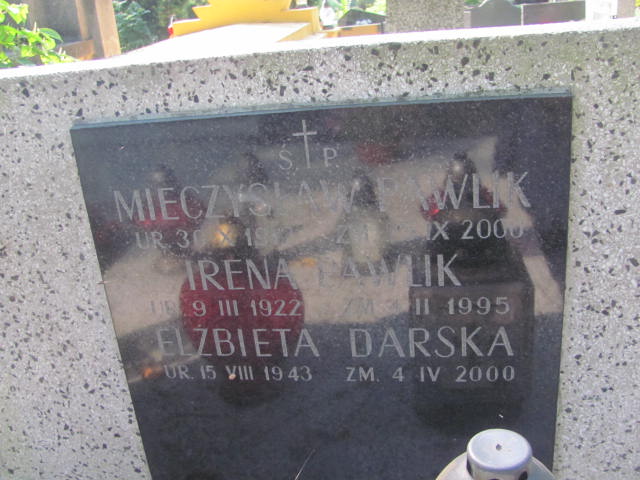 Ś P
MIECZYSŁAW PAWLIK
UR. ZM. IX 2000
IRENA PAWLIK
UR. 9 III 1922 ZM. II 1995
ELŻBIETA DARSKA
UR. 15 VIII 1943 ZM. 4 IV 2000